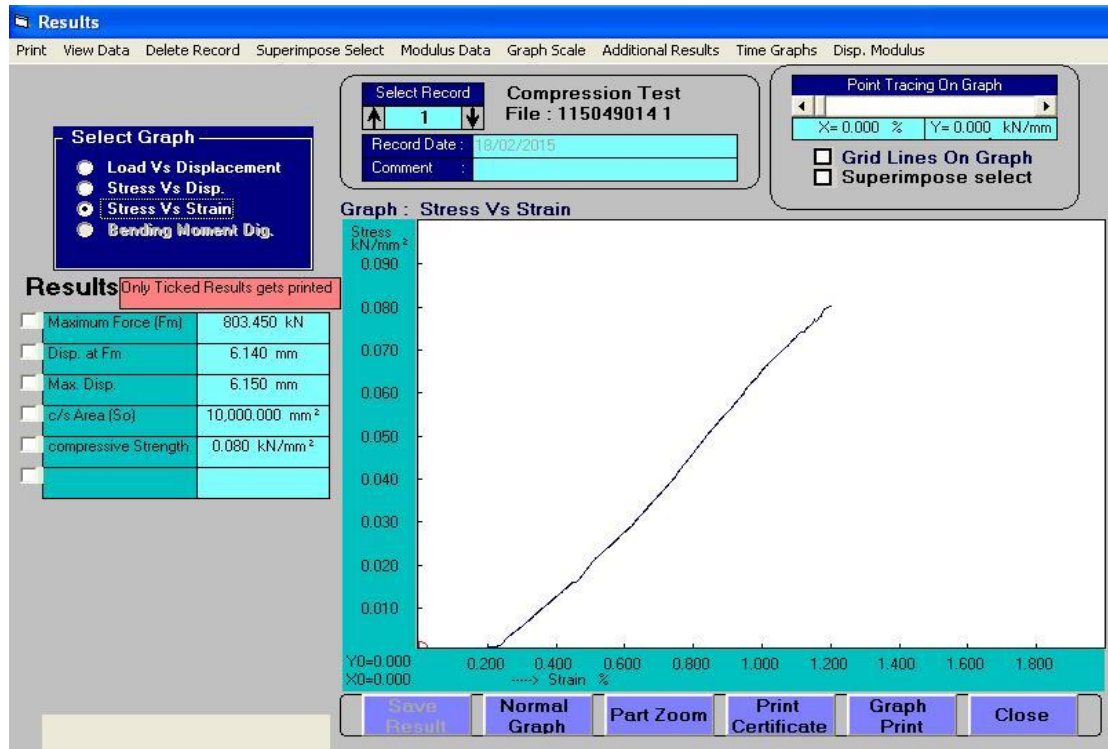 Results
Print View Data Delete Record Superimpose Select Modulus Data Graph Scale Additional Results Time Graphs Disp. Modulus
Select Graph
Load Vs Displacement
Stress Vs Disp.
Stress Vs Strain
Bending Moment Dig.
Select Record
1
Compression Test
File : 115049014 1
Record Date : 18/02/2015
Comment :
Point Tracing On Graph
X= 0.000 % Y= 0.000 kN/mm
Grid Lines On Graph
Superimpose select
Results Only Ticked Results gets printed
Maximum Force (Fm) 803.450 kN
Disp. at Fm 6.140 mm
Max. Disp. 6.150 mm
c/s Area (So) 10,000.000 mm²
compressive Strength 0.080 kN/mm²
Graph : Stress Vs Strain
Stress
kN/mm²
0.090
0.080
0.070
0.060
0.050
0.040
0.030
0.020
0.010
Y0=0.000 0.200 0.400 0.600 0.800 1.000 1.200 1.400 1.600 1.800
X0=0.000 -----> Strain %
Save Result
Normal Graph
Part Zoom
Print Certificate
Graph Print
Close